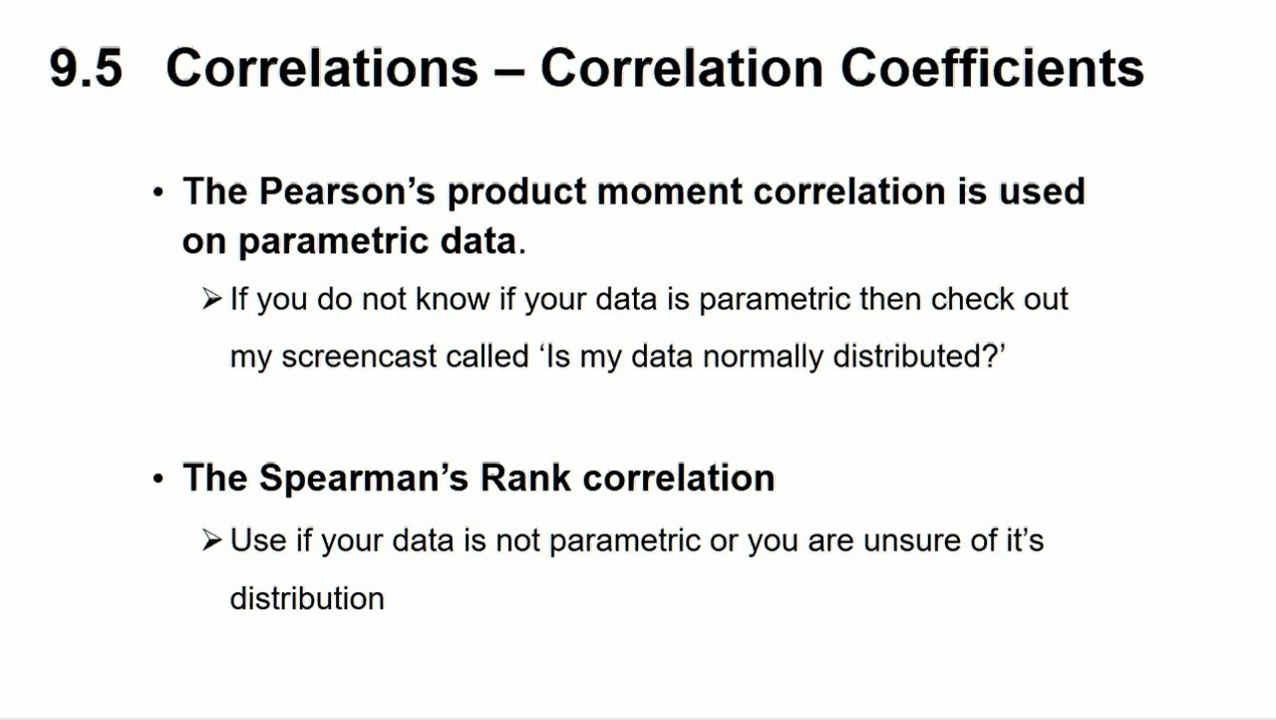 9.5 Correlations – Correlation Coefficients
• The Pearson’s product moment correlation is used
on parametric data.
➢ If you do not know if your data is parametric then check out
my screencast called ‘Is my data normally distributed?’
• The Spearman’s Rank correlation
➢ Use if your data is not parametric or you are unsure of it’s
distribution